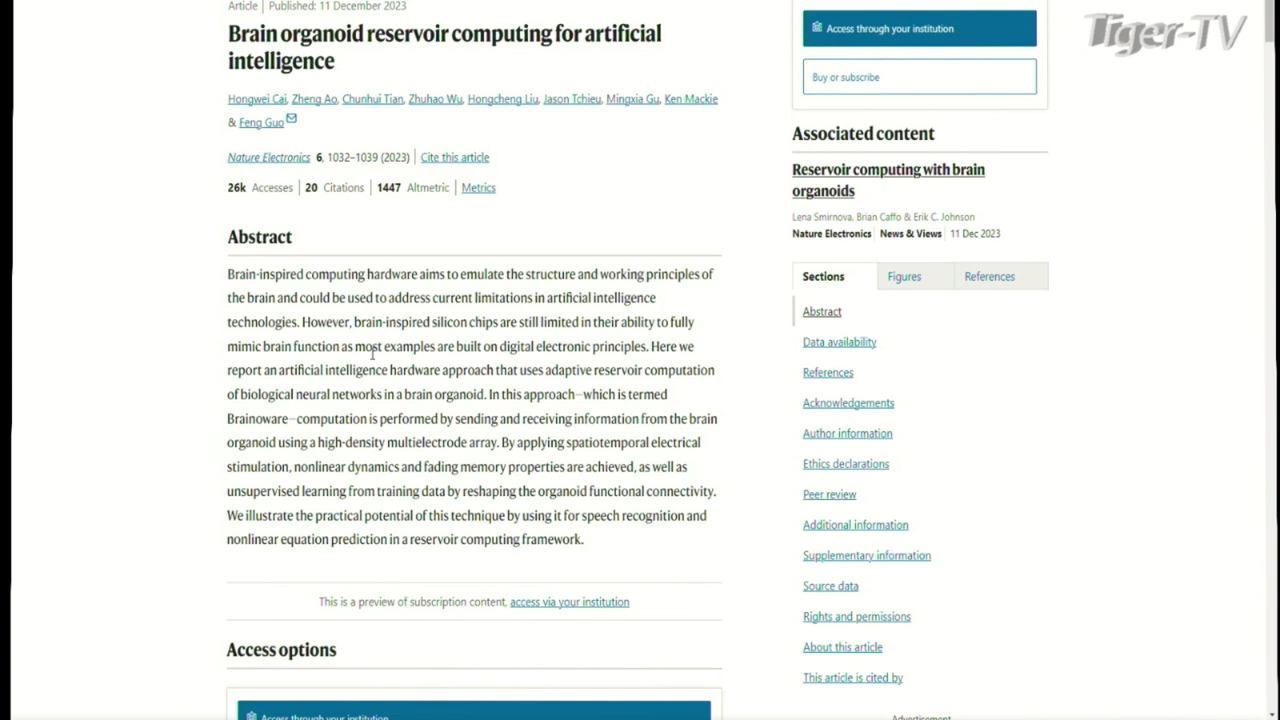 Article | Published: 11 December 2023
Brain organoid reservoir computing for artificial
intelligence
Hongwei Cai, Zheng Ao, Chunhui Tian, Zhuhao Wu, Hongcheng Liu, Jason Tchieu, Mingxia Gu, Ken Mackie
& Feng Guo
Nature Electronics 6, 1032–1039 (2023) | Cite this article
26k Accesses | 20 Citations | 1447 Altmetric | Metrics
Abstract
Brain-inspired computing hardware aims to emulate the structure and working principles of
the brain and could be used to address current limitations in artificial intelligence
technologies. However, brain-inspired silicon chips are still limited in their ability to fully
mimic brain function as most examples are built on digital electronic principles. Here we
report an artificial intelligence hardware approach that uses adaptive reservoir computation
of biological neural networks in a brain organoid. In this approach—which is termed
Brainoware—computation is performed by sending and receiving information from the brain
organoid using a high-density multielectrode array. By applying spatiotemporal electrical
stimulation, nonlinear dynamics and fading memory properties are achieved, as well as
unsupervised learning from training data by reshaping the organoid functional connectivity.
We illustrate the practical potential of this technique by using it for speech recognition and
nonlinear equation prediction in a reservoir computing framework.
This is a preview of subscription content, access via your institution
Access options
Access through your institution
Access through your institution
Buy or subscribe
Associated content
Reservoir computing with brain
organoids
Lena Smirnova, Brian Caffo & Erik C. Johnson
Nature Electronics | News & Views | 11 Dec 2023
Sections Figures References
Abstract
Data availability
References
Acknowledgements
Author information
Ethics declarations
Peer review
Additional information
Supplementary information
Source data
Rights and permissions
About this article
This article is cited by
Advertisement
Tiger-TV